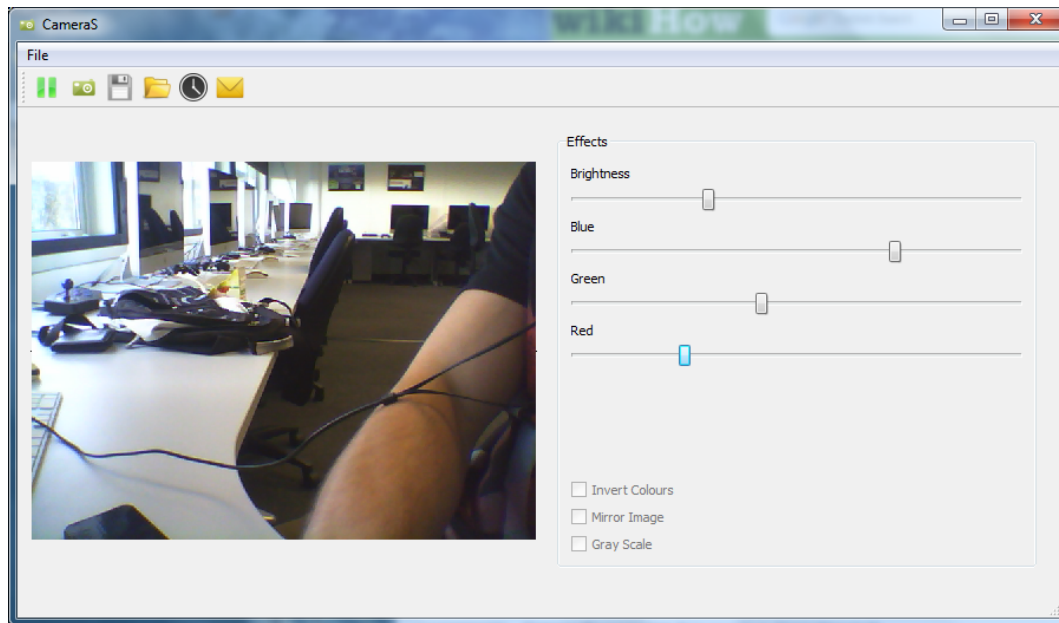 CameraS
wikiHow
File
Effects
Brightness
Blue
Green
Red
Invert Colours
Mirror Image
Gray Scale